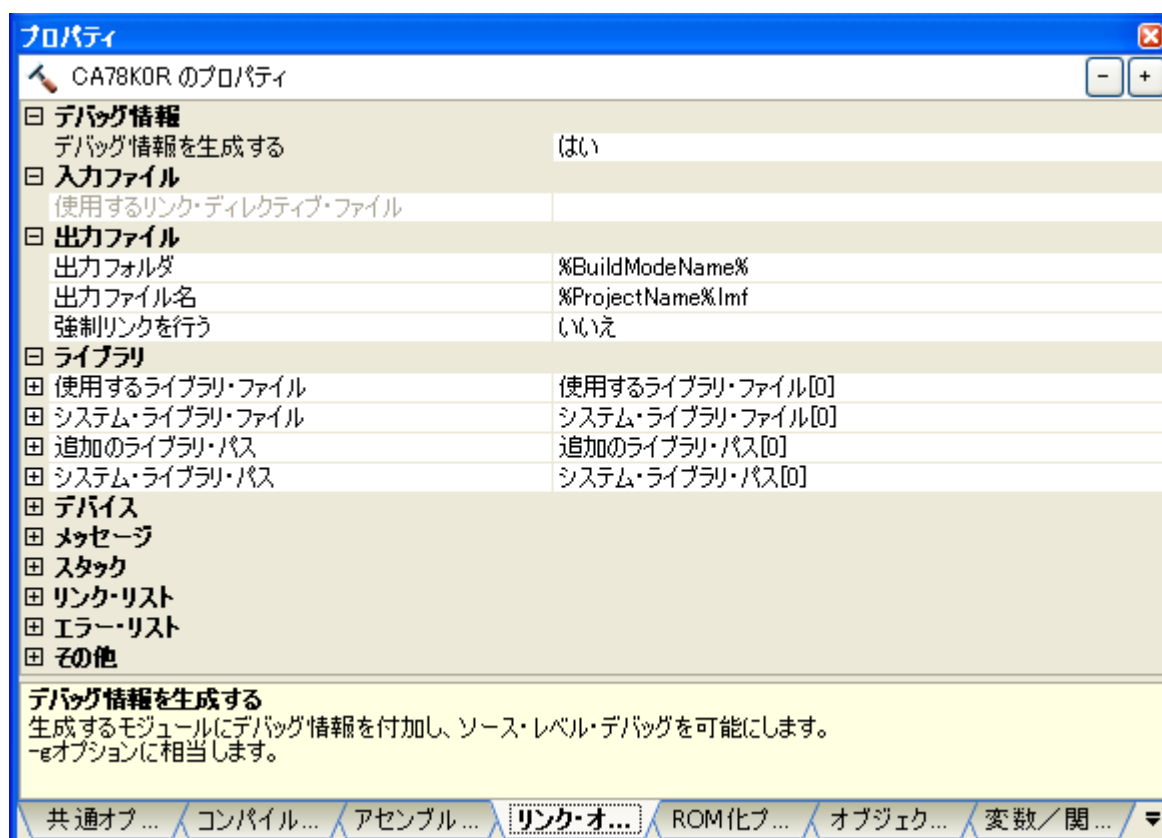 プロパティ
CA78K0R のプロパティ
デバッグ情報
デバッグ情報を生成する はい
入力ファイル
使用するリンク・ディレクティブ・ファイル
出力ファイル
出力フォルダ %BuildModeName%
出力ファイル名 %ProjectName%.lmf
強制リンクを行う いいえ
ライブラリ
使用するライブラリ・ファイル 使用するライブラリ・ファイル[0]
システム・ライブラリ・ファイル システム・ライブラリ・ファイル[0]
追加のライブラリ・パス 追加のライブラリ・パス[0]
システム・ライブラリ・パス システム・ライブラリ・パス[0]
デバイス
メッセージ
スタック
リンク・リスト
エラー・リスト
その他
デバッグ情報を生成する
生成するモジュールにデバッグ情報を付加し、ソース・レベル・デバッグを可能にします。
-gオプションに相当します。
共通オプ... コンパイル... アセンブル... リンク・オ... ROM化プ... オブジェク... 変数／関...